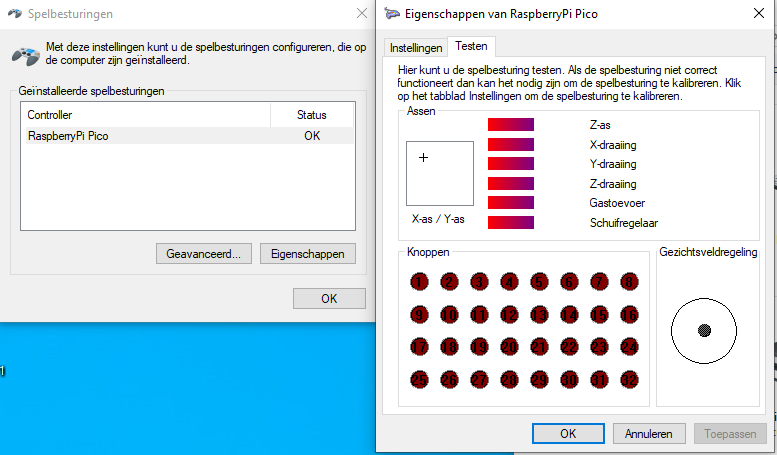 Spelbesturingen
Met deze instellingen kunt u de spelbesturingen configureren, die op
de computer zijn geïnstalleerd.
Geïnstalleerde spelbesturingen
Controller Status
RaspberryPi Pico OK
Geavanceerd... Eigenschappen
OK
1
Eigenschappen van RaspberryPi Pico
Instellingen Testen
Hier kunt u de spelbesturing testen. Als de spelbesturing niet correct
functioneert dan kan het nodig zijn om de spelbesturing te kalibreren. Klik
op het tabblad Instellingen om de spelbesturing te kalibreren.
Assen
X-as / Y-as
Z-as
X-draaiing
Y-draaiing
Z-draaiing
Gastoevoer
Schuifregelaar
Knoppen
1 2 3 4 5 6 7 8
9 10 11 12 13 14 15 16
17 18 19 20 21 22 23 24
25 26 27 28 29 30 31 32
Gezichtsveldregeling
OK Annuleren Toepassen